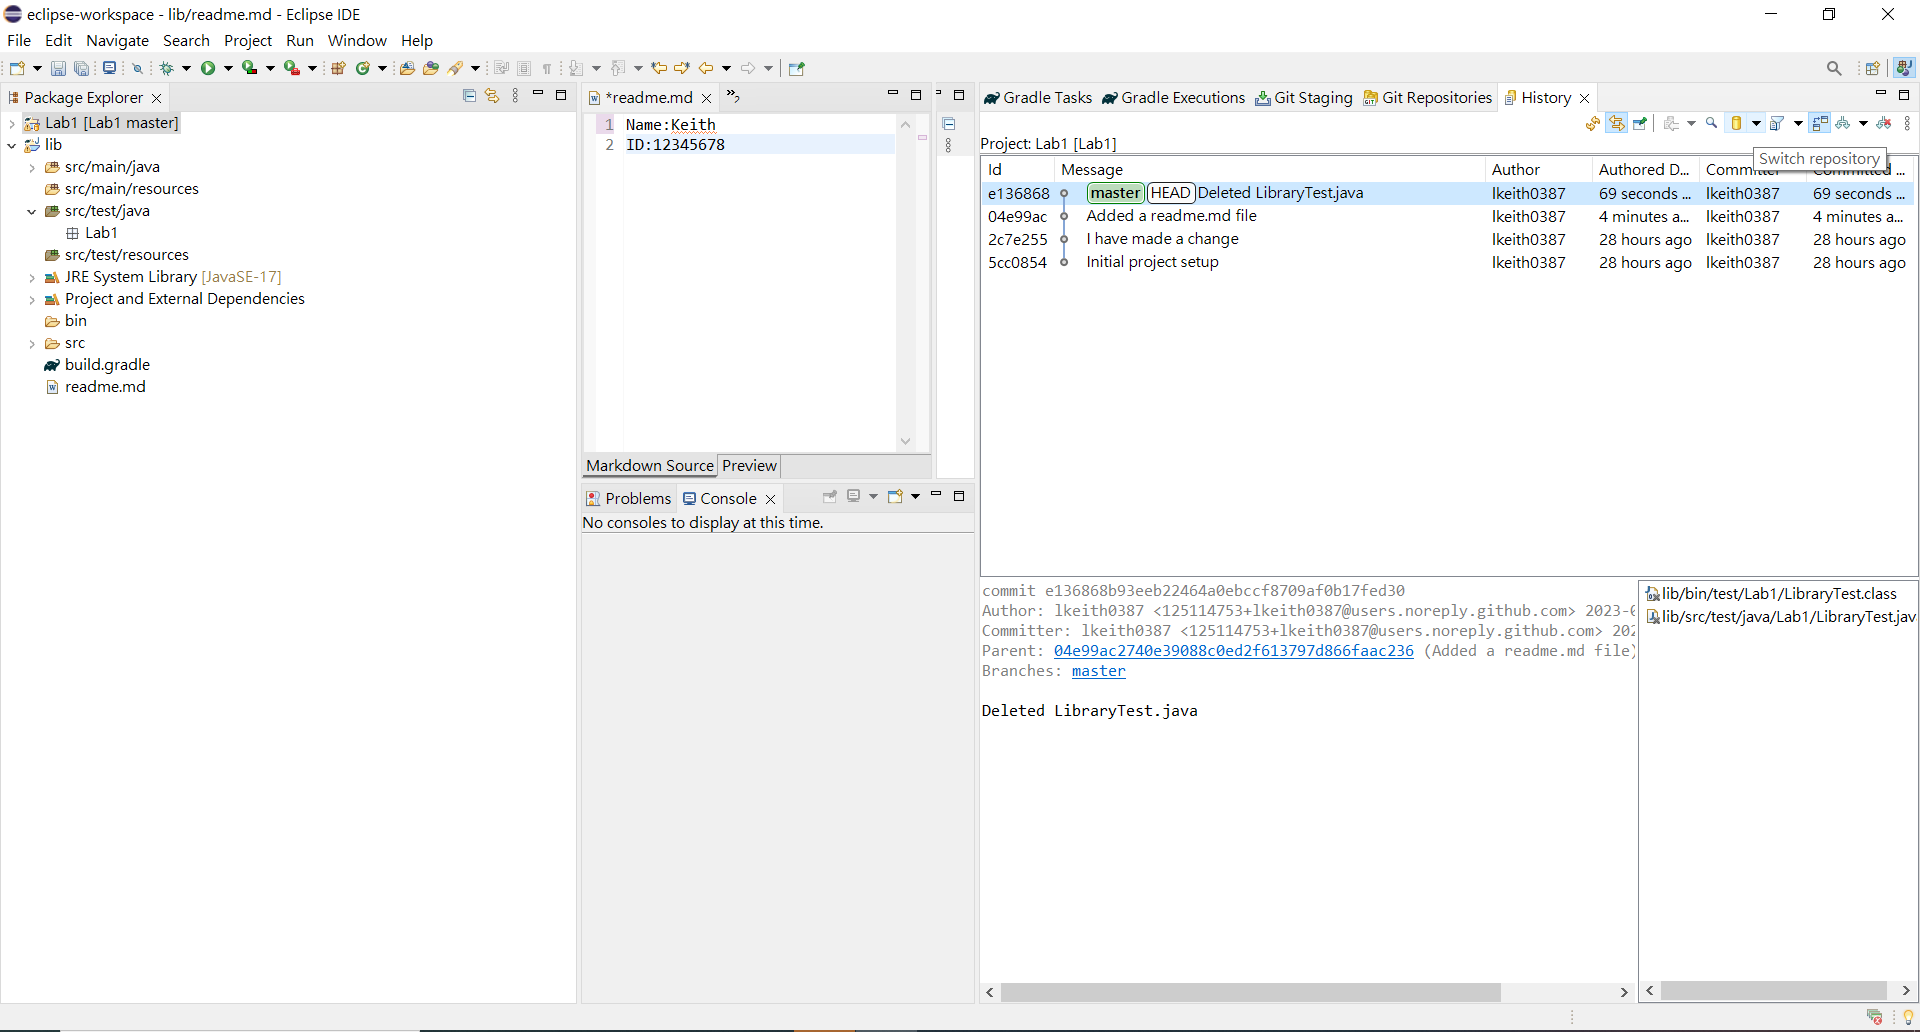 eclipse-workspace - lib/readme.md - Eclipse IDE
File Edit Navigate Search Project Run Window Help
Package Explorer
Lab1 [Lab1 master]
lib
src/main/java
src/main/resources
src/test/java
Lab1
src/test/resources
JRE System Library [JavaSE-17]
Project and External Dependencies
bin
src
build.gradle
readme.md
*readme.md
1 Name:Keith
2 ID:12345678
Markdown Source Preview
Problems Console
No consoles to display at this time.
Gradle Tasks Gradle Executions Git Staging Git Repositories History
Project: Lab1 [Lab1]
Switch repository
Id Message Author Authored D...
e136868 master HEAD Deleted LibraryTest.java lkeith0387 69 seconds ... lkeith0387 69 seconds ...
04e99ac Added a readme.md file lkeith0387 4 minutes a... lkeith0387 4 minutes a...
2c7e255 I have made a change lkeith0387 28 hours ago lkeith0387 28 hours ago
5cc0854 Initial project setup lkeith0387 28 hours ago lkeith0387 28 hours ago
commit e136868b93eeb22464a0ebccf8709af0b17fed30
Author: lkeith0387 <125114753+lkeith0387@users.noreply.github.com> 2023-0
Committer: lkeith0387 <125114753+lkeith0387@users.noreply.github.com> 202
Parent: 04e99ac2740e39088c0ed2f613797d866faac236 (Added a readme.md file)
Branches: master
Deleted LibraryTest.java
lib/bin/test/Lab1/LibraryTest.class
lib/src/test/java/Lab1/LibraryTest.jav